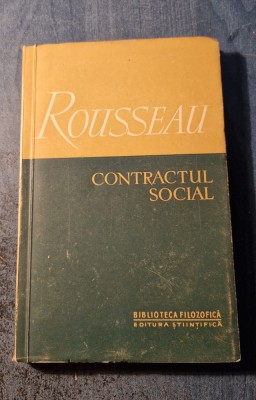 ROUSSEAU
CONTRACTUL
SOCIAL
BIBLIOTECA FILOZOFICĂ
EDITURA ȘTIINȚIFICĂ